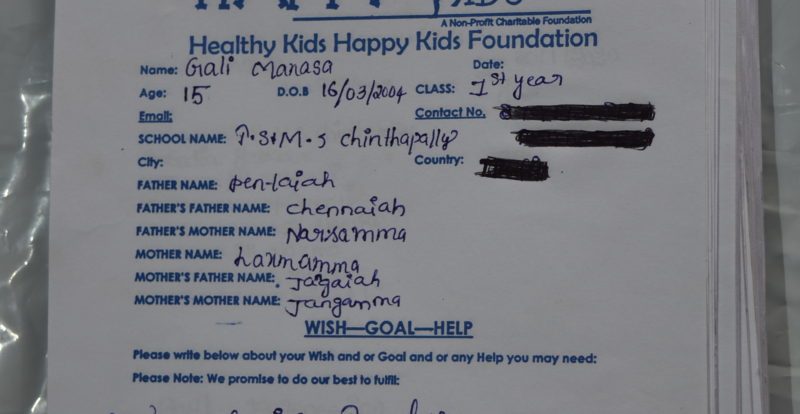 A Non-Profit Charitable Foundation
Healthy Kids Happy Kids Foundation
Name: Gali Manasa Date:
Age: 15 D.O.B 16/03/2004 CLASS: 1st year
Email: Contact No.
SCHOOL NAME: T.S.M.S Chinthapally
City: Country:
FATHER NAME: pentaiah
FATHER'S FATHER NAME: Chennaiah
FATHER'S MOTHER NAME: Narsamma
MOTHER NAME: Laxmamma
MOTHER'S FATHER NAME: Jagaiah
MOTHER'S MOTHER NAME: Jangamma
WISH—GOAL—HELP
Please write below about your Wish and or Goal and or any Help you may need:
Please Note: We promise to do our best to fulfil: